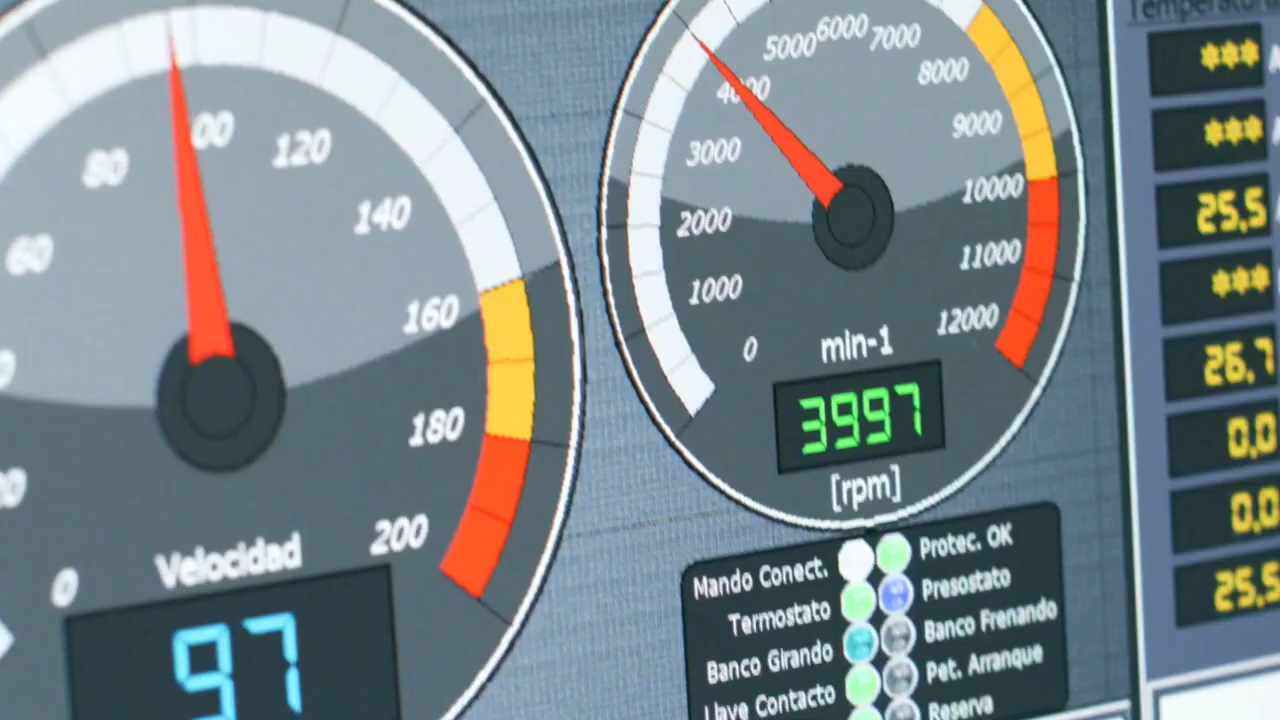 80
100
120
60
140
160
180
200
0
Velocidad
97
5000
6000
7000
4000
8000
3000
9000
2000
10000
1000
11000
0
12000
min-1
3997
[rpm]
Mando Conect.
Protec. OK
Termostato
Presostato
Banco Girando
Banco Frenando
Llave Contacto
Pet. Arranque
Reserva
***
***
25,5
***
26,7
0,0
0,0
25,5